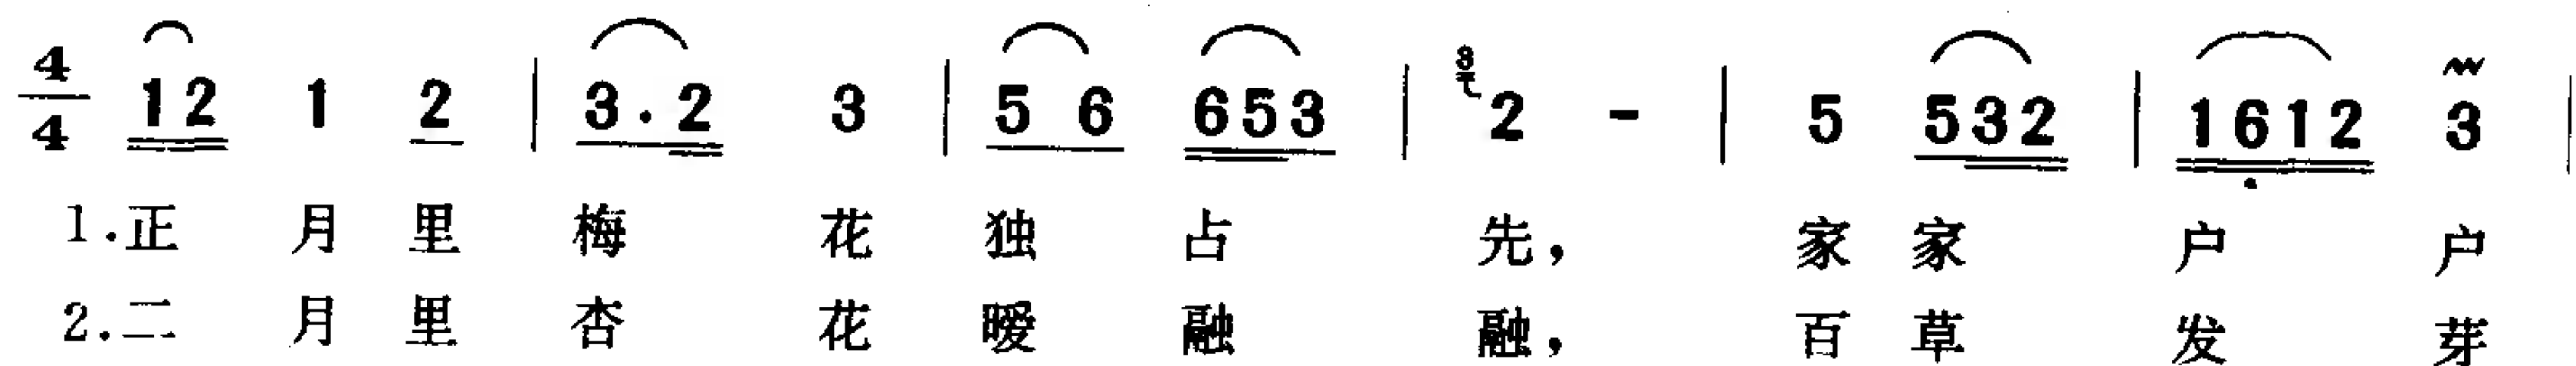 4/4 12 1 2 | 3. 2 3 | 5 6 653 | 3 2 - | 5 532 | 1612 3 |
1.正 月 里 梅 花 独 占 先， 家 家 户 户
2.二 月 里 杏 花 暧 融 融， 百 草 发 芽